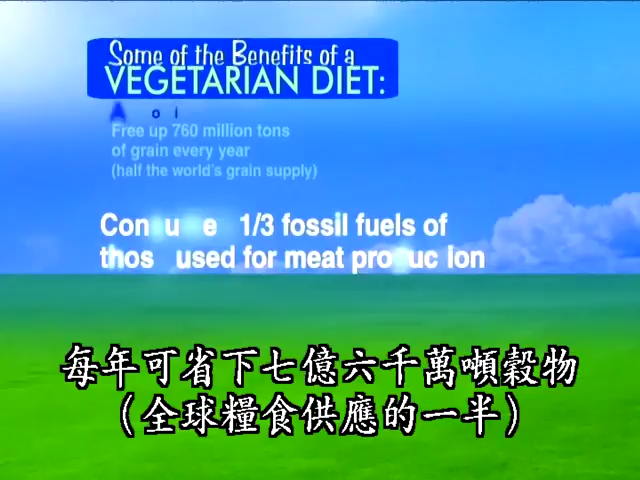 Some of the Benefits of a
VEGETARIAN DIET:
Free up 760 million tons
of grain every year
(half the world's grain supply)
1/3 fossil fuels of
used for meat
每年可省下七億六千萬噸穀物
（全球糧食供應的一半）